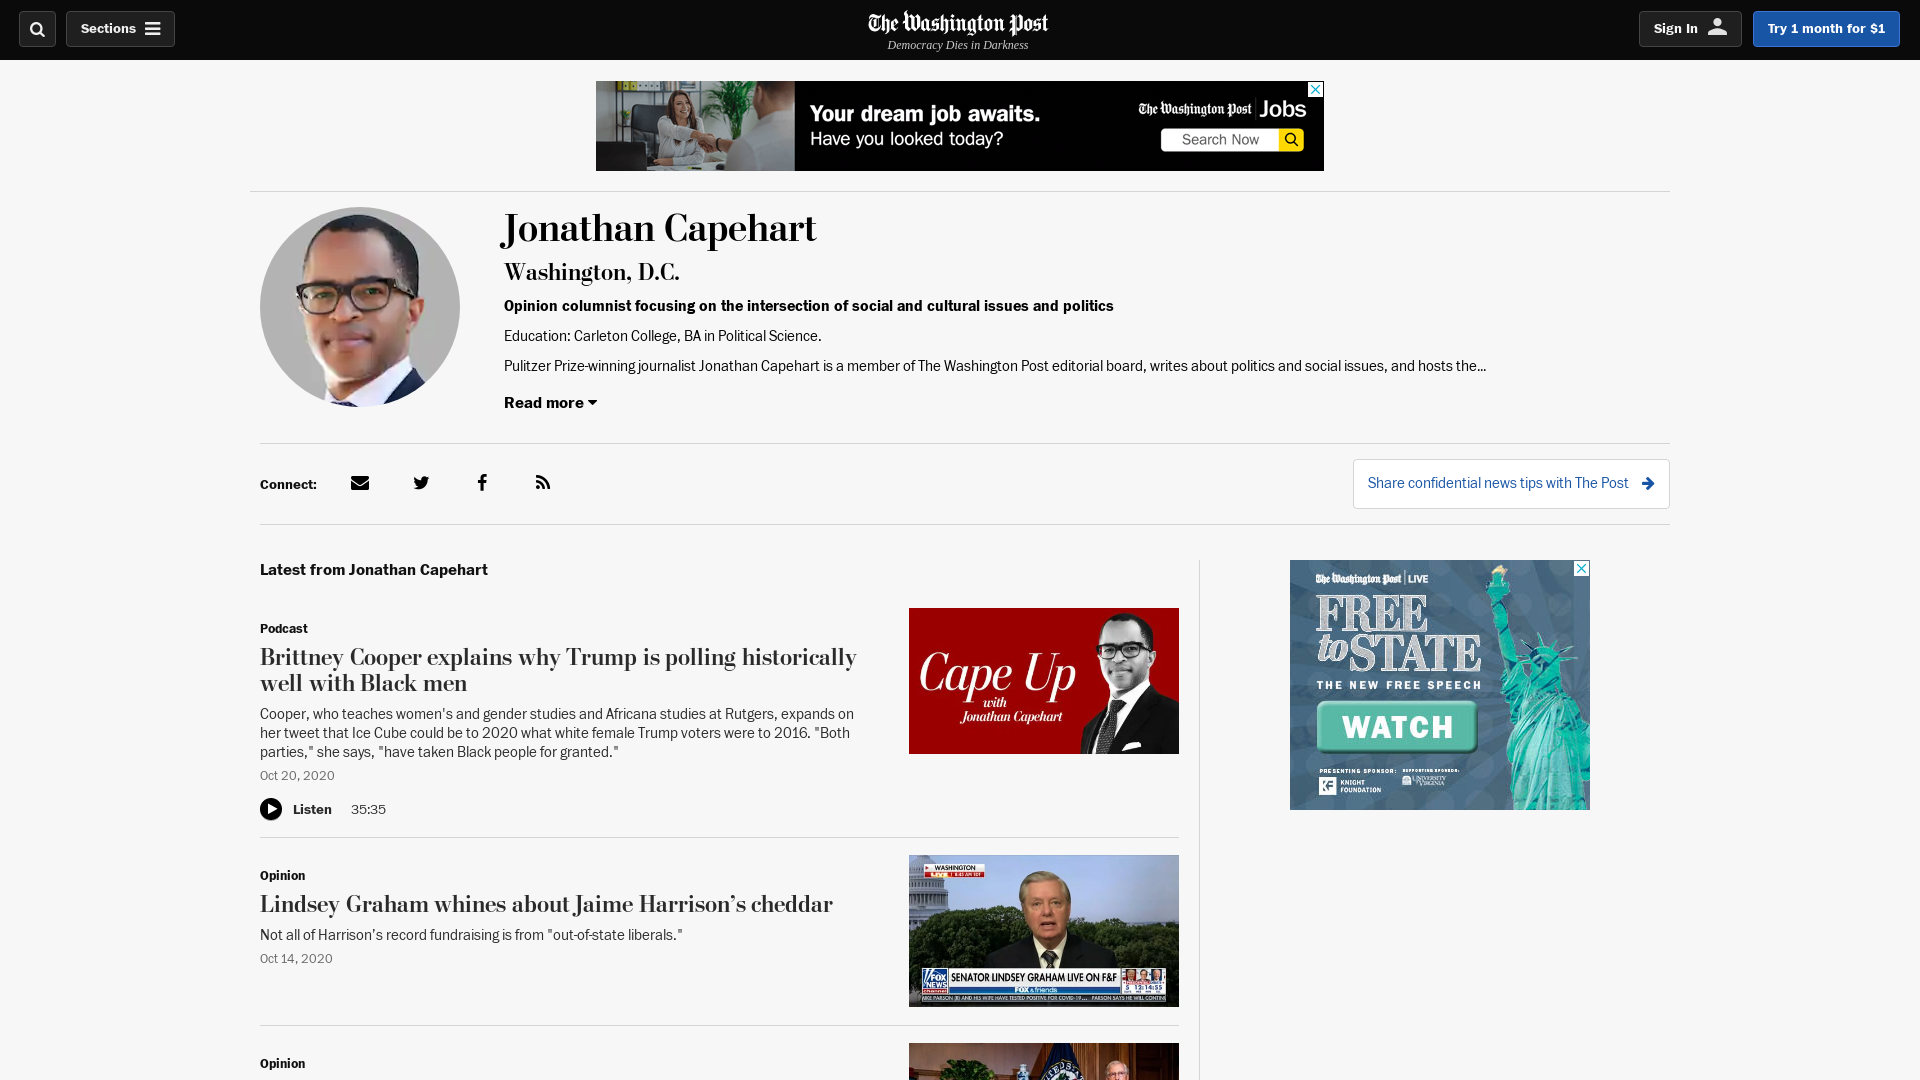 Sections
The Washington Post
Democracy Dies in Darkness
Sign In
Try 1 month for $1
Your dream job awaits.
Have you looked today?
The Washington Post Jobs
Search Now
Jonathan Capehart
Washington, D.C.
Opinion columnist focusing on the intersection of social and cultural issues and politics
Education: Carleton College, BA in Political Science.
Pulitzer Prize-winning journalist Jonathan Capehart is a member of The Washington Post editorial board, writes about politics and social issues, and hosts the...
Read more
Connect:
Share confidential news tips with The Post
Latest from Jonathan Capehart
Podcast
Brittney Cooper explains why Trump is polling historically
well with Black men
Cooper, who teaches women's and gender studies and Africana studies at Rutgers, expands on
her tweet that Ice Cube could be to 2020 what white female Trump voters were to 2016. "Both
parties," she says, "have taken Black people for granted."
Oct 20, 2020
Listen 35:35
Cape Up
with
Jonathan Capehart
The Washington Post LIVE
FREE
to STATE
THE NEW FREE SPEECH
WATCH
PRESENTING SPONSOR:
KNIGHT
FOUNDATION
SUPPORTING SPONSOR:
UNIVERSITY
VIRGINIA
Opinion
Lindsey Graham whines about Jaime Harrison’s cheddar
Not all of Harrison’s record fundraising is from "out-of-state liberals."
Oct 14, 2020
WASHINGTON
LIVE
FOX
NEWS
channel
SENATOR LINDSEY GRAHAM LIVE ON F&F
FOX & friends
Opinion